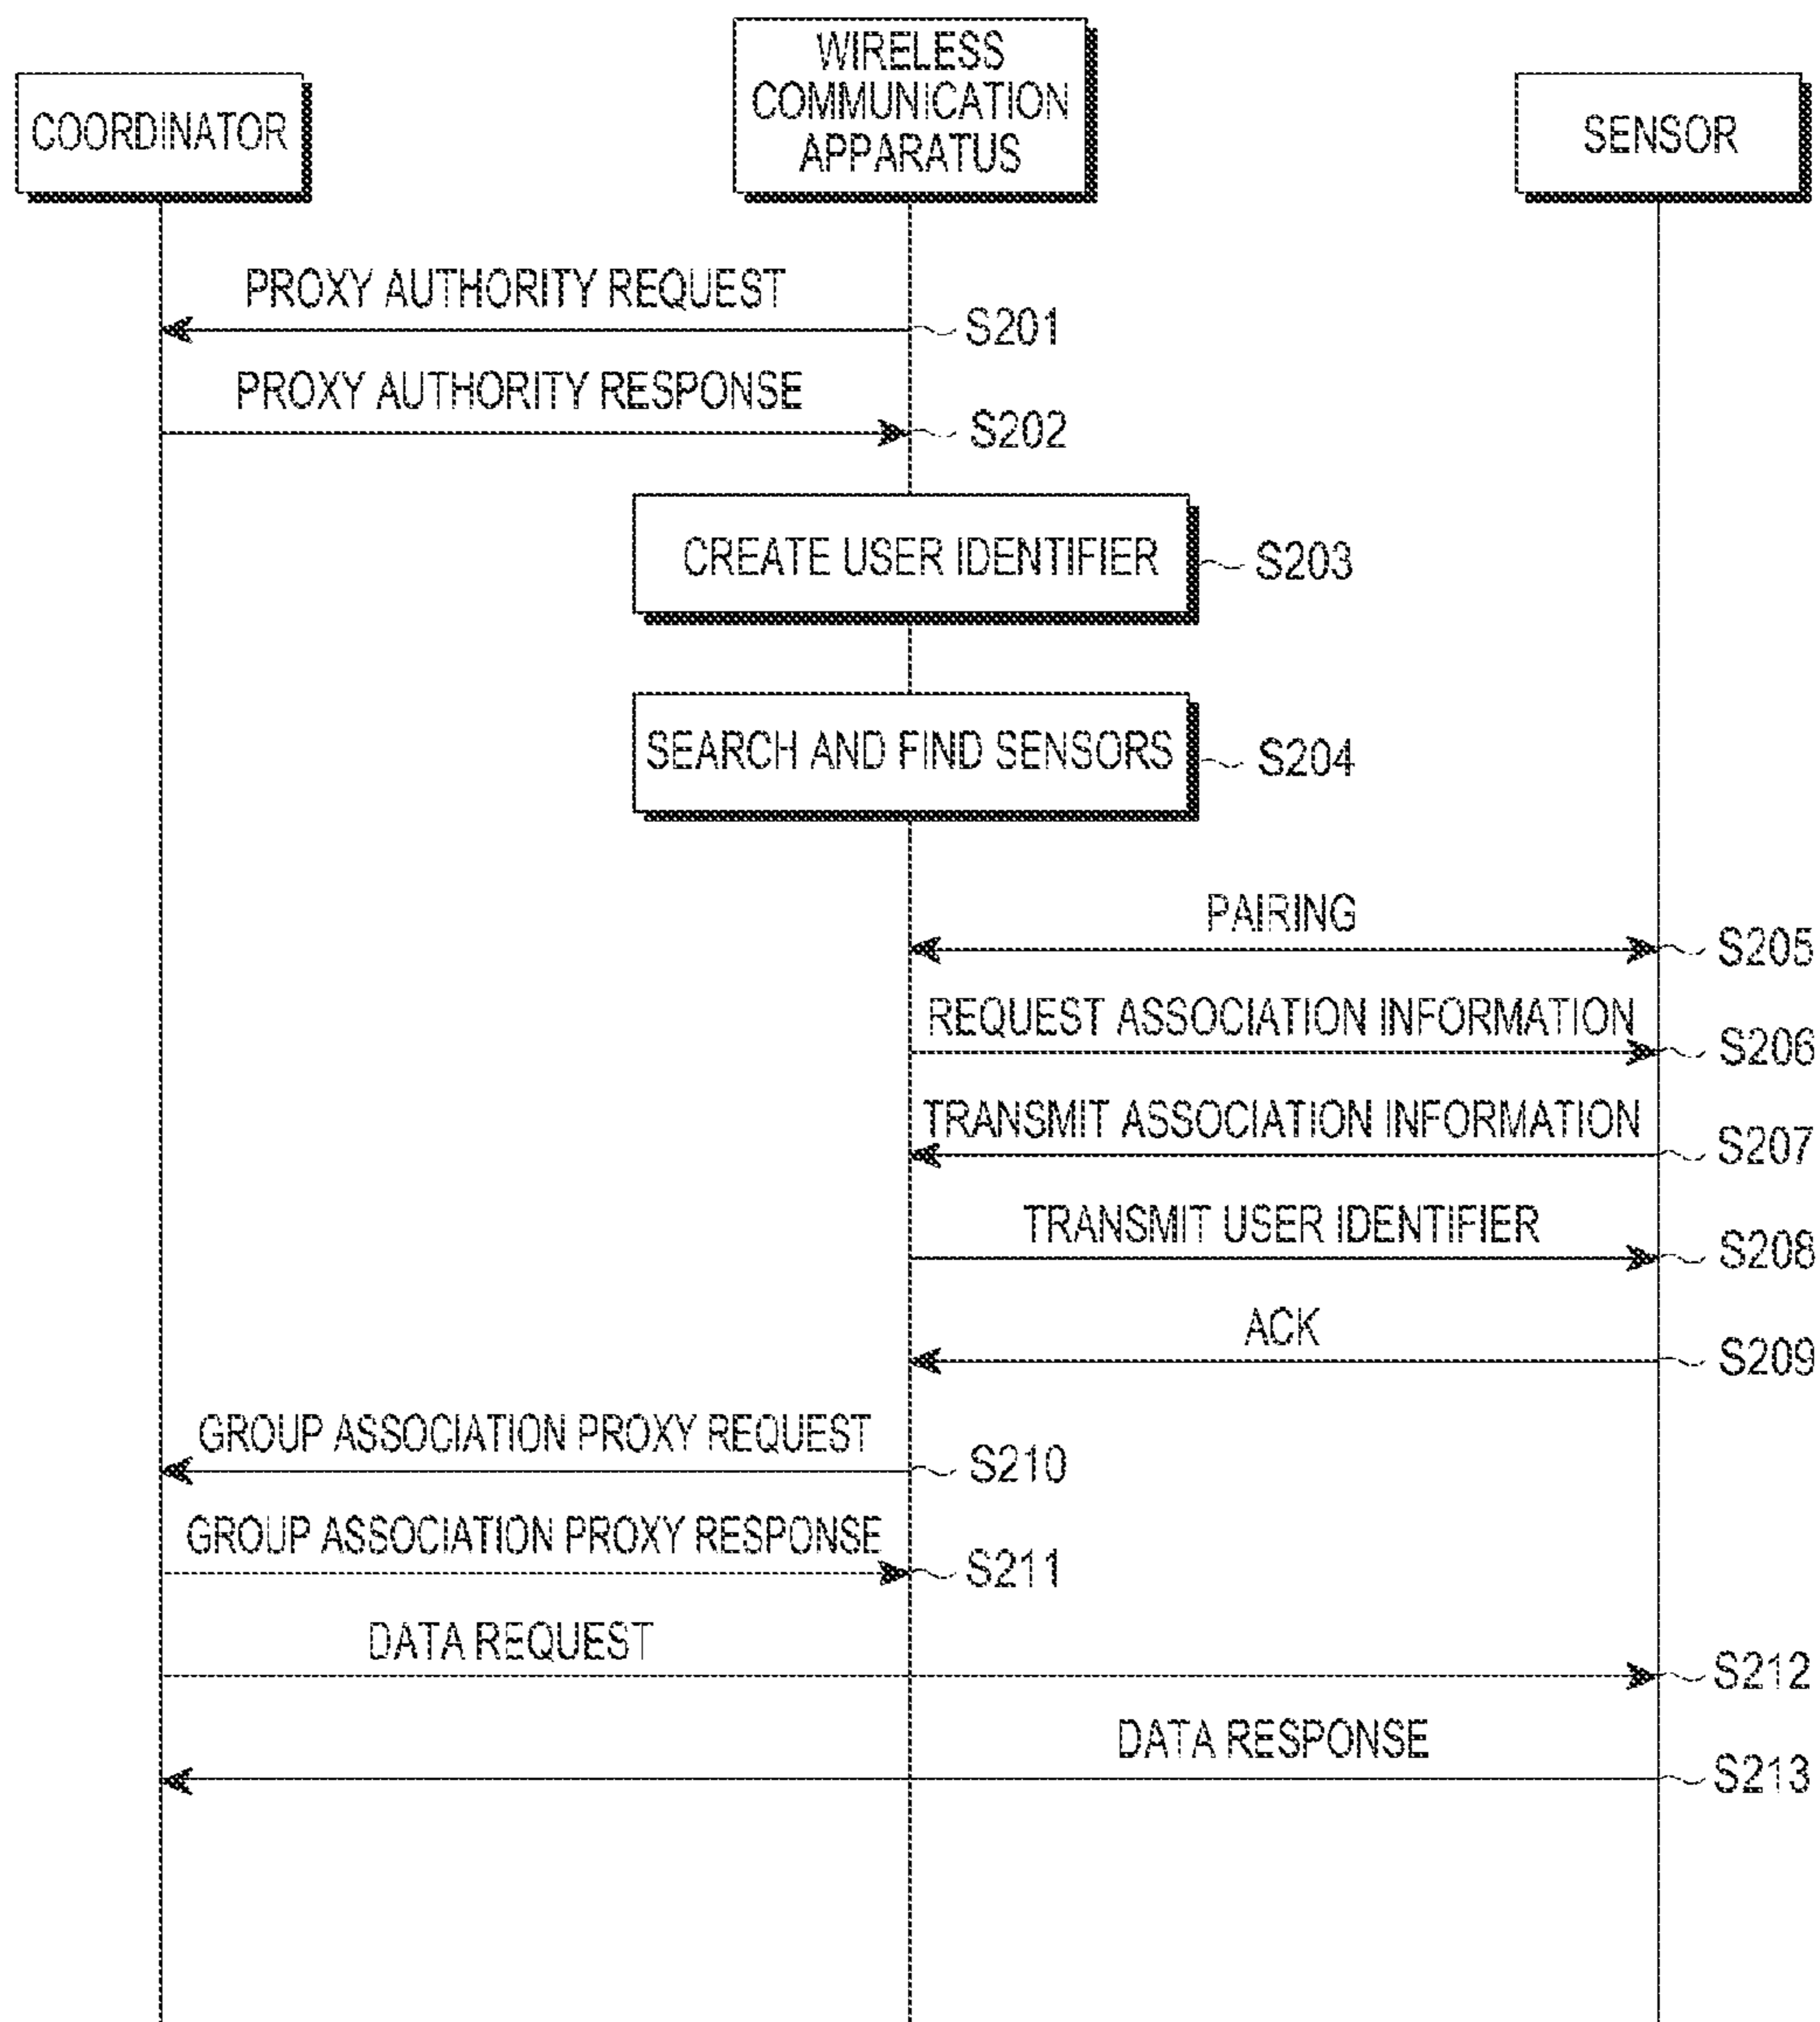 COORDINATOR
WIRELESS
COMMUNICATION
APPARATUS
SENSOR
PROXY AUTHORITY REQUEST
S201
PROXY AUTHORITY RESPONSE
S202
CREATE USER IDENTIFIER
S203
SEARCH AND FIND SENSORS
S204
PAIRING
S205
REQUEST ASSOCIATION INFORMATION
S206
TRANSMIT ASSOCIATION INFORMATION
S207
TRANSMIT USER IDENTIFIER
S208
ACK
S209
GROUP ASSOCIATION PROXY REQUEST
S210
GROUP ASSOCIATION PROXY RESPONSE
S211
DATA REQUEST
S212
DATA RESPONSE
S213